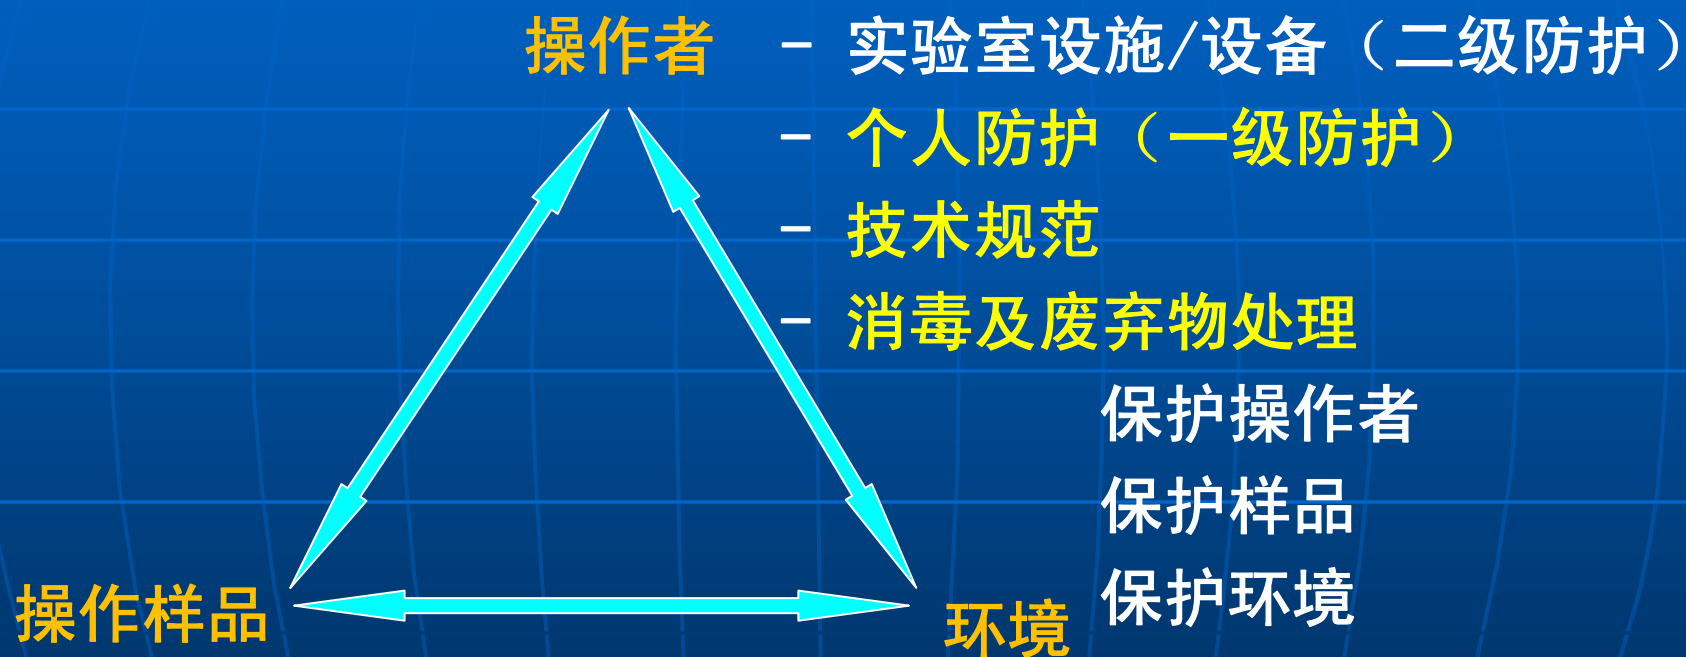 操作者
- 实验室设施/设备（二级防护）
- 个人防护（一级防护）
- 技术规范
- 消毒及废弃物处理
保护操作者
保护样品
保护环境
操作样品
环境